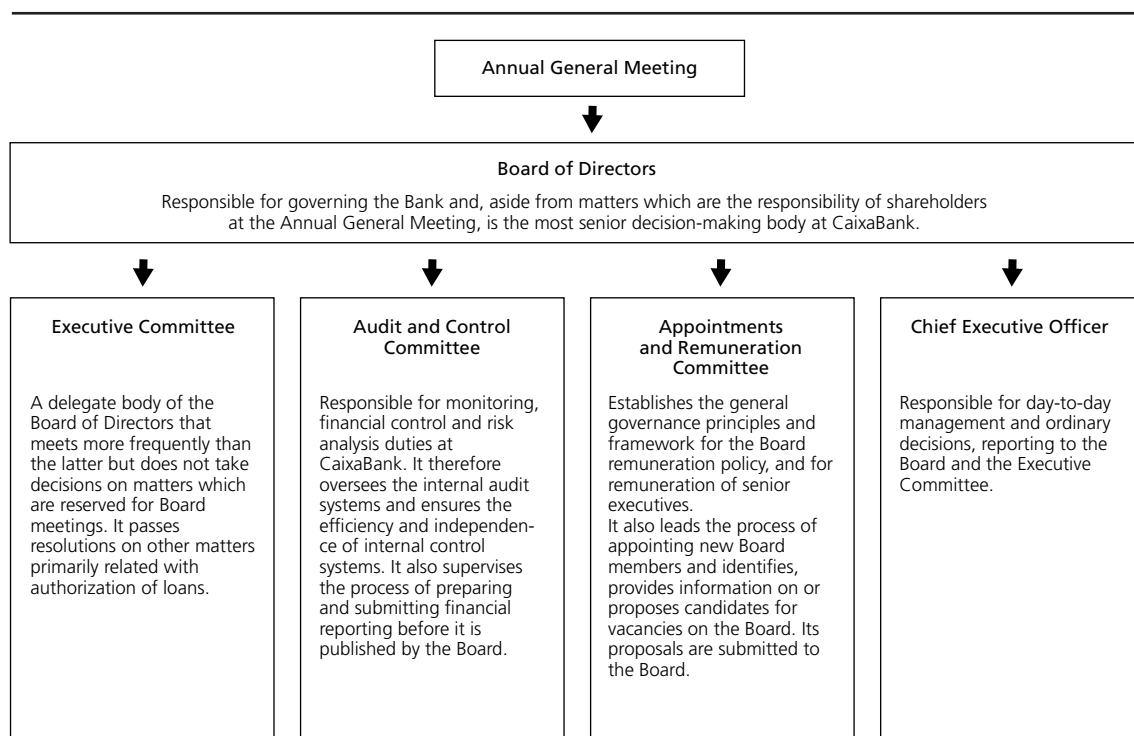 Annual General Meeting
Board of Directors
Responsible for governing the Bank and, aside from matters which are the responsibility of shareholders
at the Annual General Meeting, is the most senior decision-making body at CaixaBank.
Executive Committee
A delegate body of the
Board of Directors that
meets more frequently than
the latter but does not take
decisions on matters which
are reserved for Board
meetings. It passes
resolutions on other matters
primarily related with
authorization of loans.
Audit and Control
Committee
Responsible for monitoring,
financial control and risk
analysis duties at
CaixaBank. It therefore
oversees the internal audit
systems and ensures the
efficiency and independen-
ce of internal control
systems. It also supervises
the process of preparing
and submitting financial
reporting before it is
published by the Board.
Appointments
and Remuneration
Committee
Establishes the general
governance principles and
framework for the Board
remuneration policy, and for
remuneration of senior
executives.
It also leads the process of
appointing new Board
members and identifies,
provides information on or
proposes candidates for
vacancies on the Board. Its
proposals are submitted to
the Board.
Chief Executive Officer
Responsible for day-to-day
management and ordinary
decisions, reporting to the
Board and the Executive
Committee.